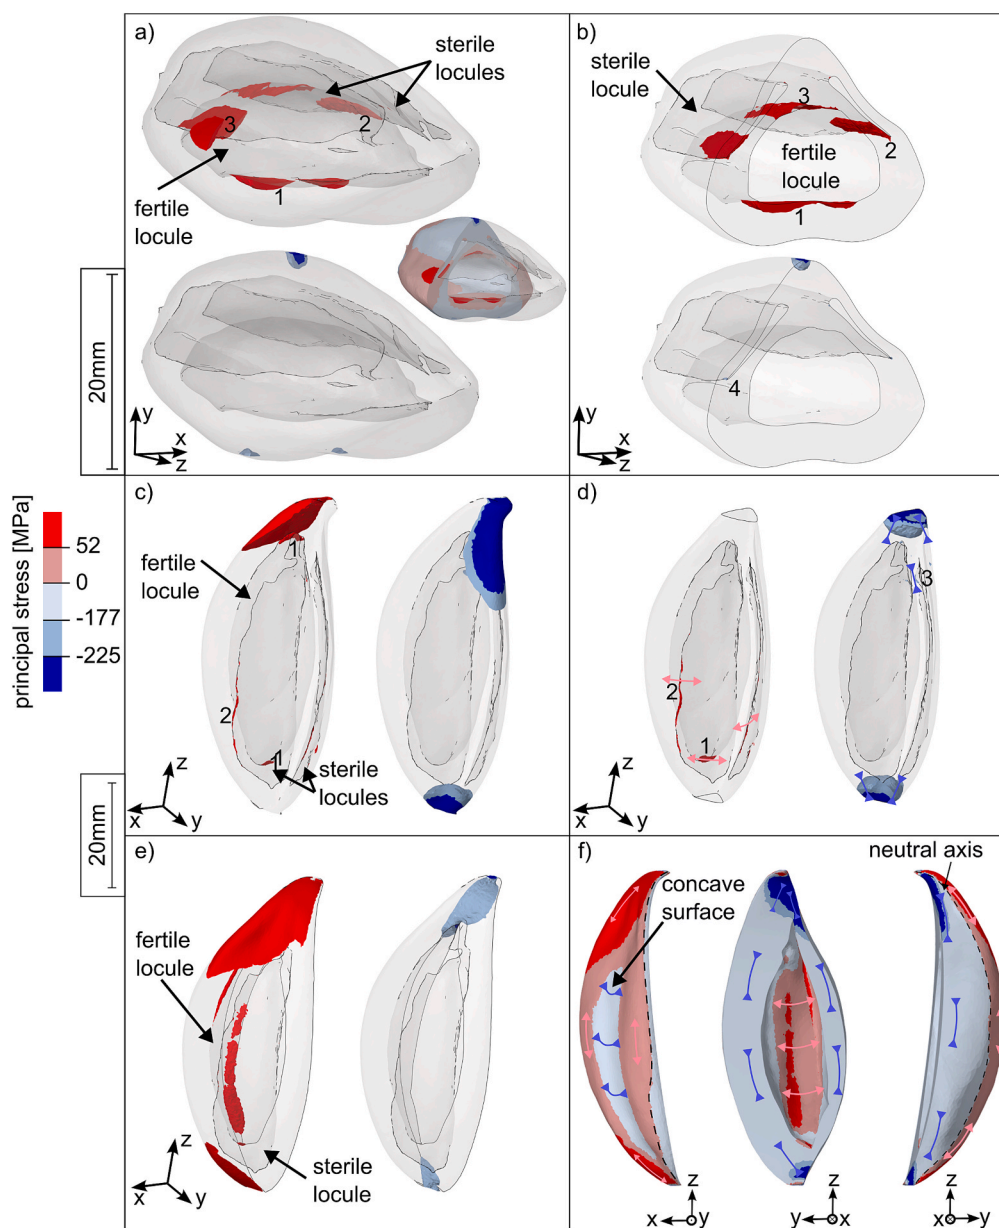 a)
sterile
locules
3
2
fertile
locule
1
b)
sterile
locule
3
2
fertile
locule
1
4
20mm
y
x
z
y
x
z
principal stress [MPa]
52
0
-177
-225
c)
fertile
locule
1
2
1
sterile
locules
z
x
y
d)
3
2
1
z
x
y
20mm
e)
fertile
locule
sterile
locule
z
x
y
f)
neutral axis
concave
surface
z
x
y
z
y
x
z
x
y